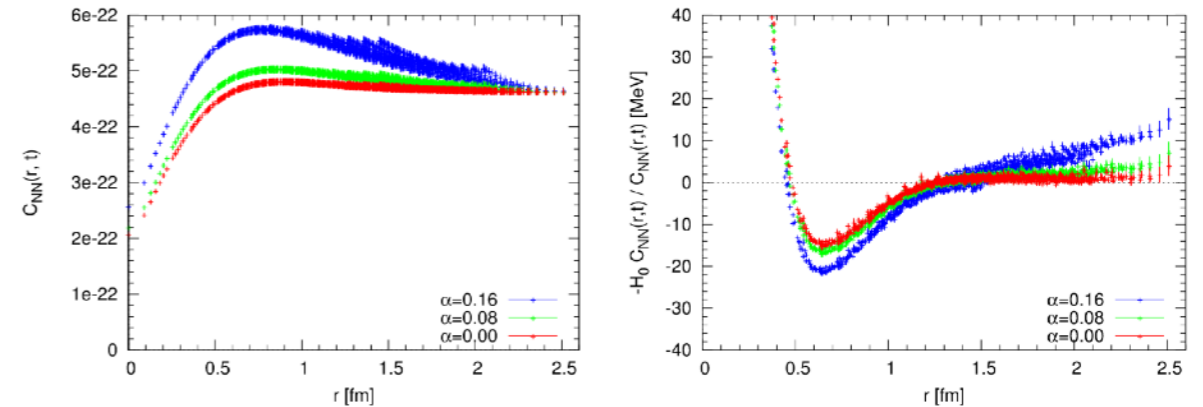 6e-22
5e-22
4e-22
3e-22
2e-22
1e-22
0
C_NN(r, t)
0
0.5
1
1.5
2
2.5
r [fm]
α=0.16
α=0.08
α=0.00
40
30
20
10
0
-10
-20
-30
-40
-H_0 C_NN(r,t) / C_NN(r,t) [MeV]
0
0.5
1
1.5
2
2.5
r [fm]
α=0.16
α=0.08
α=0.00